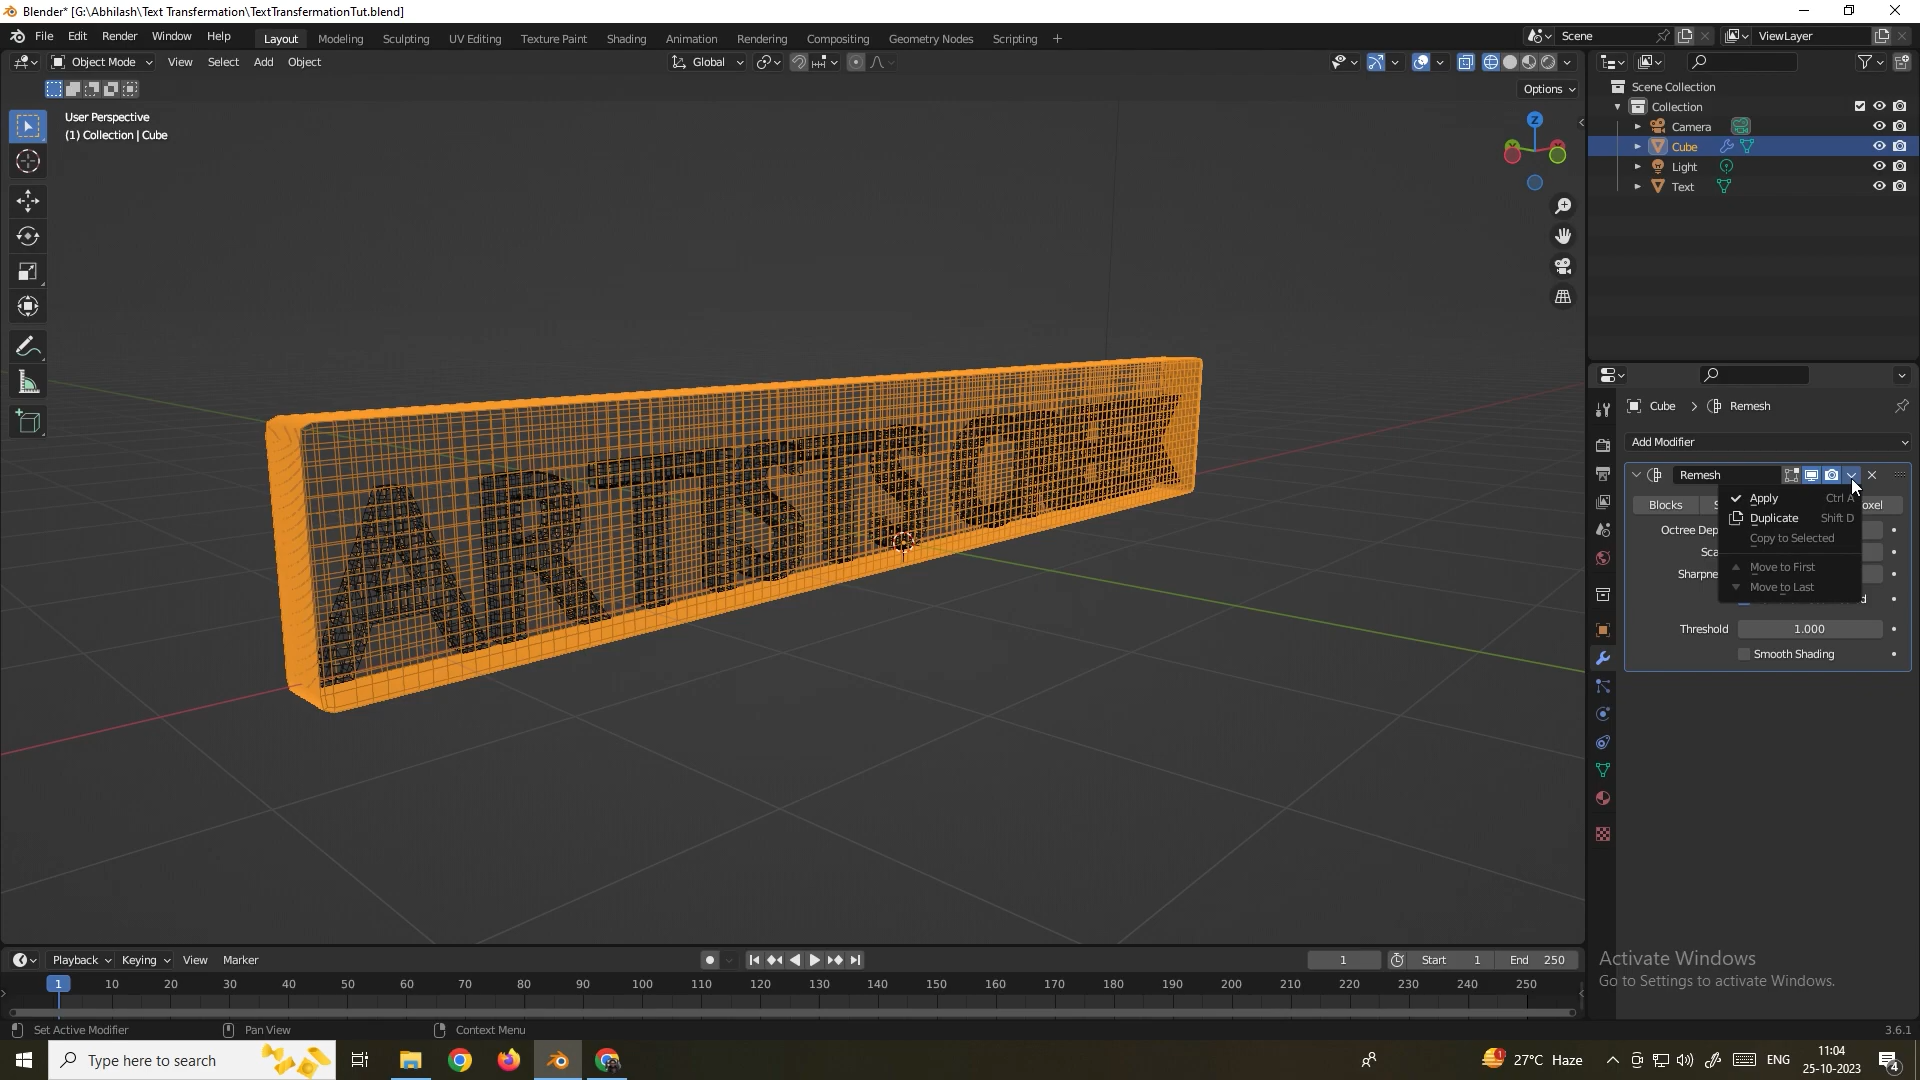 Blender* [G:\Abhilash\Text Transfermation\TextTransfermationTut.blend]
File Edit Render Window Help Layout Modeling Sculpting UV Editing Texture Paint Shading Animation Rendering Compositing Geometry Nodes Scripting + Scene ViewLayer
Object Mode View Select Add Object Global
Options
User Perspective
(1) Collection | Cube
Z
Scene Collection
Collection
Camera
Cube
Light
Text
Cube > Remesh
Add Modifier
Remesh
Apply Ctrl A
Blocks
Duplicate Shift D
Octree Dep
Copy to Selected
Sca
Move to First
Sharpne
Move to Last
Threshold 1.000
Smooth Shading
ARTISTS
Activate Windows
Go to Settings to activate Windows.
Playback Keying View Marker 1 Start 1 End 250
1 10 20 30 40 50 60 70 80 90 100 110 120 130 140 150 160 170 180 190 200 210 220 230 240 250
Set Active Modifier Pan View Context Menu 3.6.1
Type here to search 27°C Haze ENG 11:04
25-10-2023 4